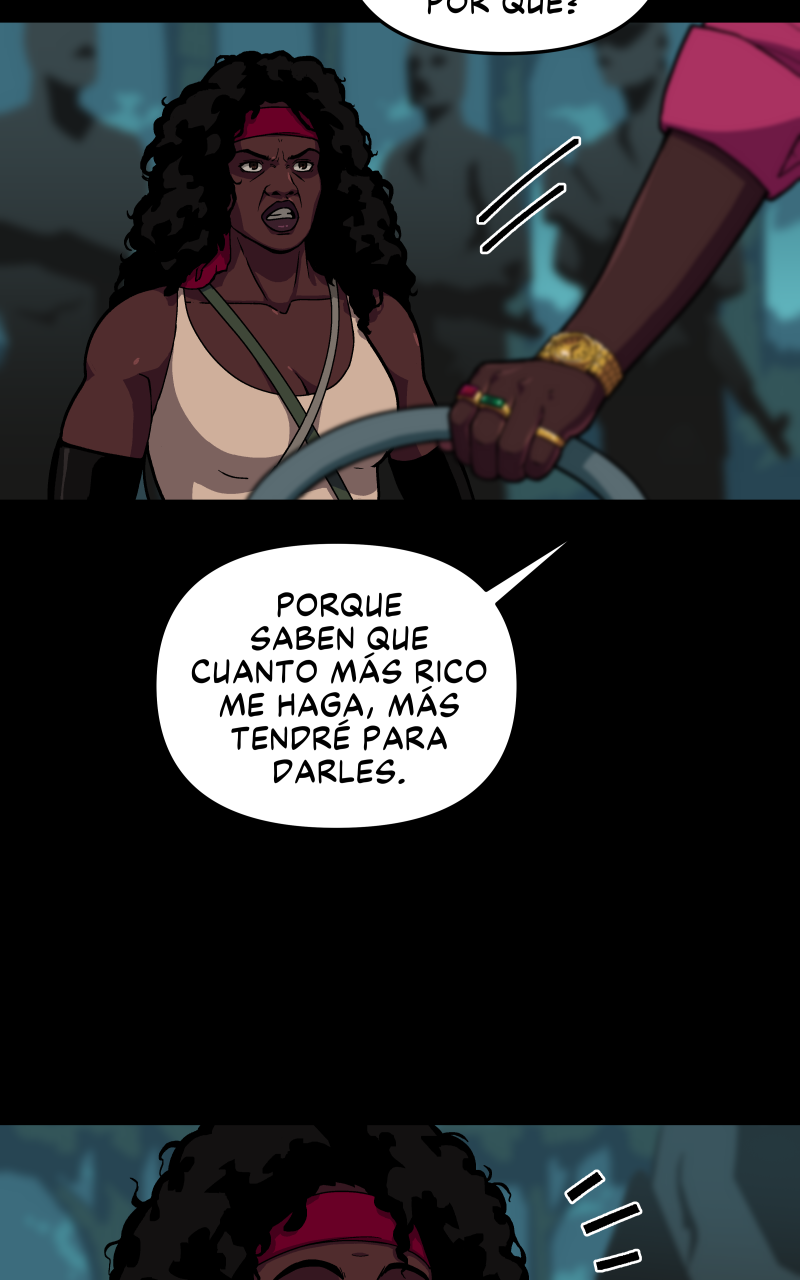 POR QUÉ?
PORQUE
SABEN QUE
CUANTO MÁS RICO
ME HAGA, MÁS
TENDRÉ PARA
DARLES.